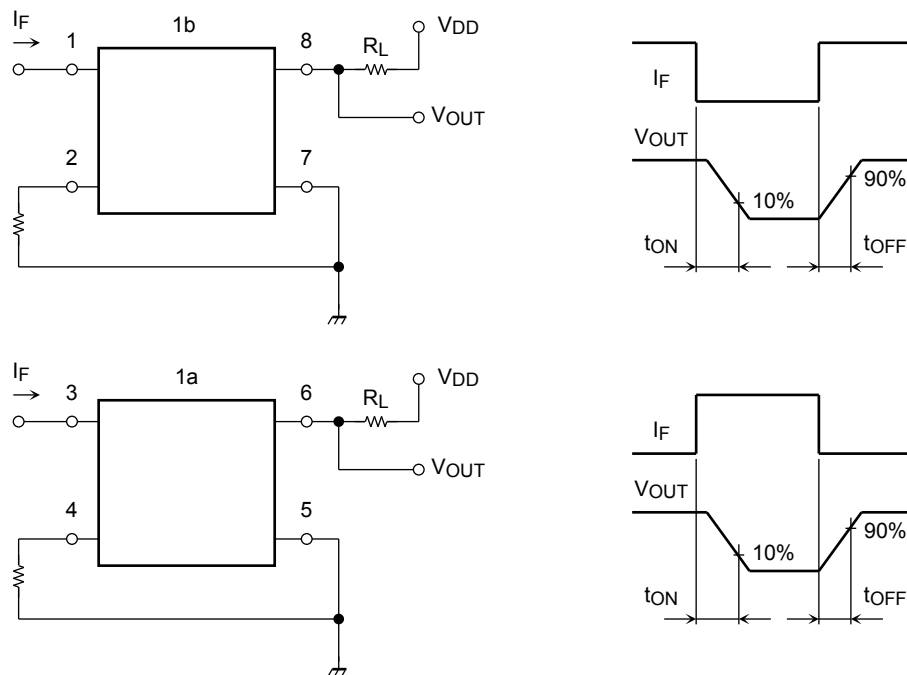 IF
1
1b
8
RL
VDD
VOUT
2
7
IF
VOUT
10%
90%
tON
tOFF
IF
3
1a
6
RL
VDD
VOUT
4
5
IF
VOUT
10%
90%
tON
tOFF